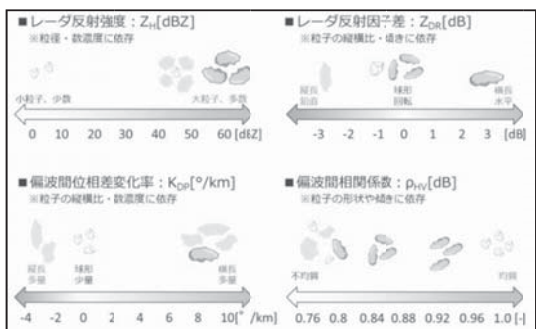 ■レーダ反射強度：ZH[dBZ]
※粒径・数濃度に依存
小粒子、少数
大粒子、多数
0 10 20 30 40 50 60 [dBZ]
■レーダ反射因子差：ZDR[dB]
※粒子の縦横比・傾きに依存
縦長
鉛直
球形
回転
横長
水平
-3 -2 -1 0 1 2 3 [dB]
■偏波間位相差変化率：KDP[°/km]
※粒子の縦横比・数濃度に依存
縦長
多量
球形
少量
横長
多量
-4 -2 0 2 4 6 8 10[° /km]
■偏波間相関係数：ρHV[dB]
※粒子の形状や傾きに依存
不均質
均質
0.76 0.8 0.84 0.88 0.92 0.96 1.0 [-]